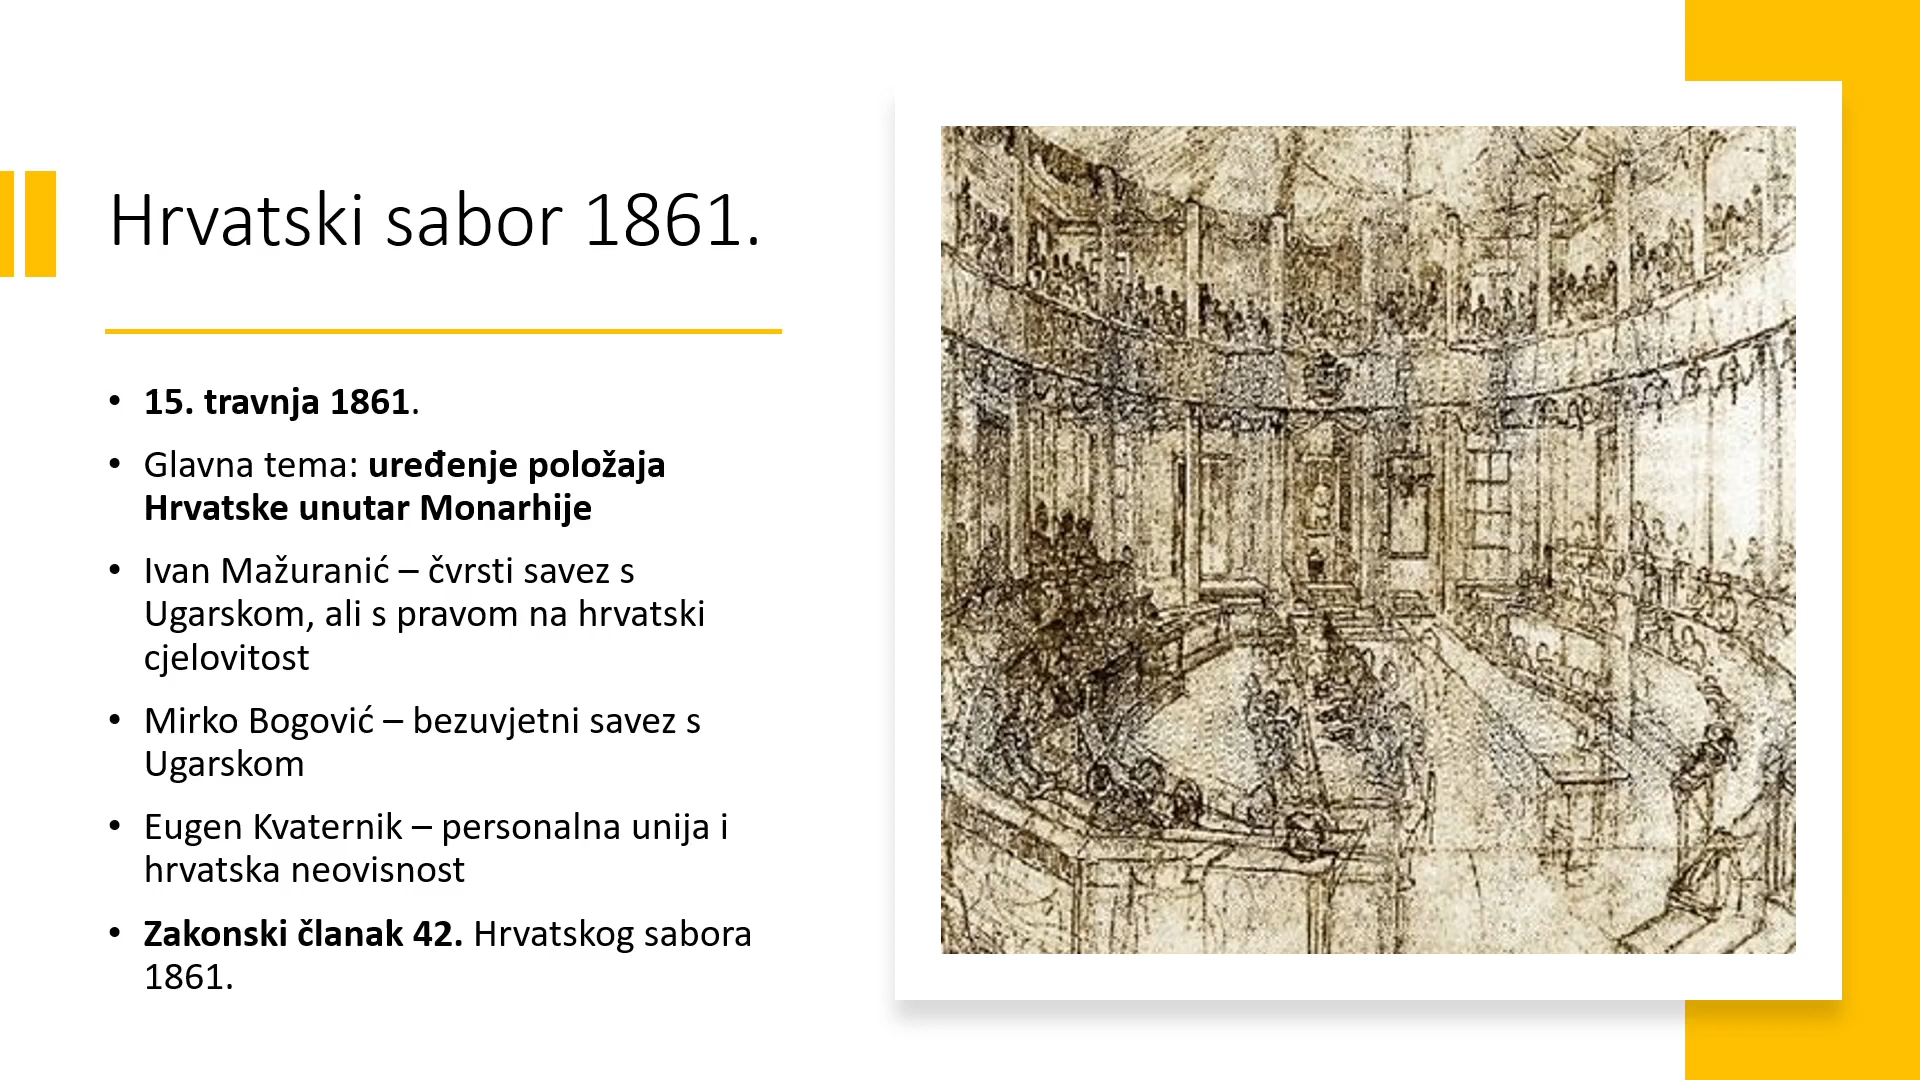 Hrvatski sabor 1861.
• 15. travnja 1861.
• Glavna tema: uređenje položaja
Hrvatske unutar Monarhije
• Ivan Mažuranić – čvrsti savez s
Ugarskom, ali s pravom na hrvatski
cjelovitost
• Mirko Bogović – bezuvjetni savez s
Ugarskom
• Eugen Kvaternik – personalna unija i
hrvatska neovisnost
• Zakonski članak 42. Hrvatskog sabora
1861.